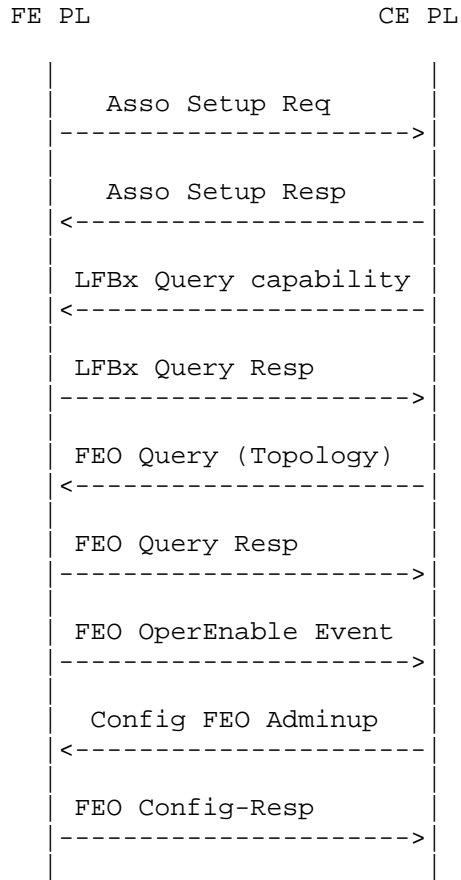 FE PL CE PL
Asso Setup Req
Asso Setup Resp
LFBx Query capability
LFBx Query Resp
FEO Query (Topology)
FEO Query Resp
FEO OperEnable Event
Config FEO Adminup
FEO Config-Resp